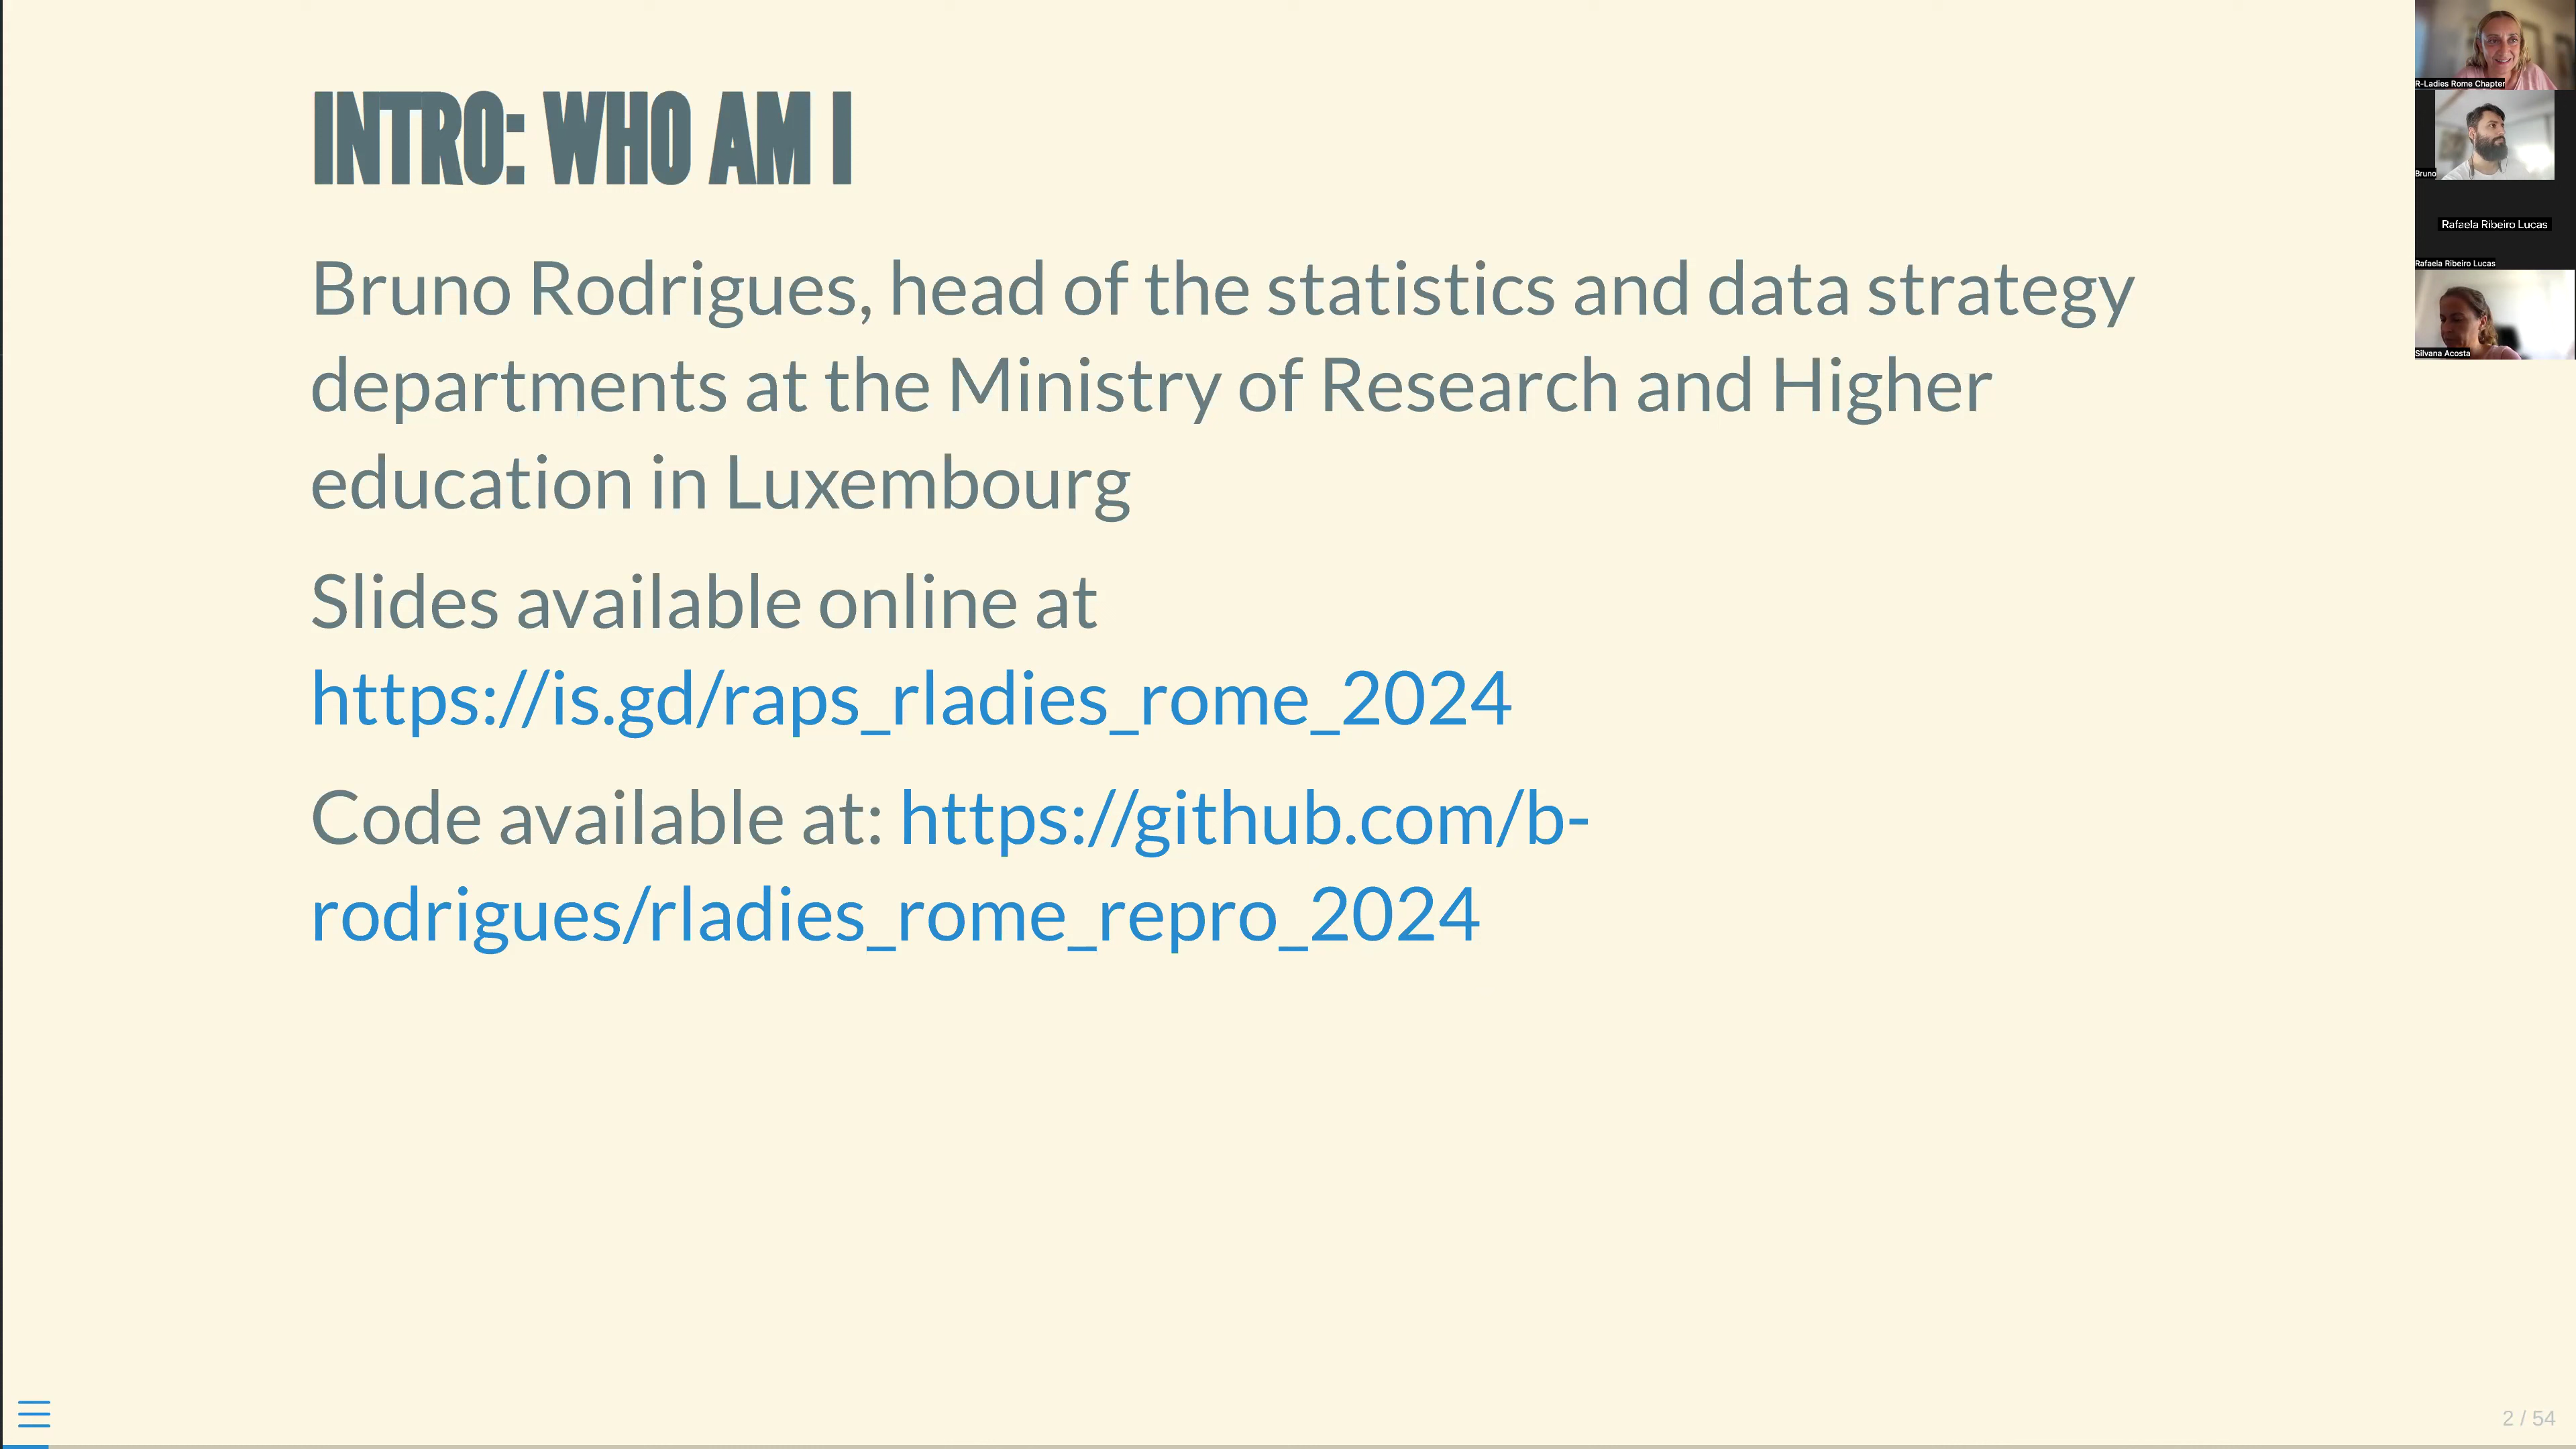 INTRO: WHO AM I
Bruno Rodrigues, head of the statistics and data strategy
departments at the Ministry of Research and Higher
education in Luxembourg
Slides available online at
https://is.gd/raps_rladies_rome_2024
Code available at: https://github.com/b-
rodrigues/rladies_rome_repro_2024
R-Ladies Rome Chapter
Bruno
Rafaela Ribeiro Lucas
Rafaela Ribeiro Lucas
Silvana Acosta
2 / 54